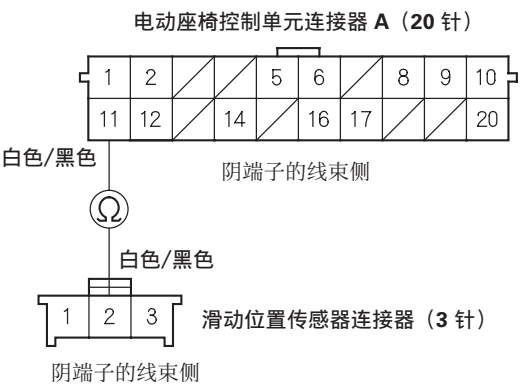 电动座椅控制单元连接器 A（20 针）
1 2 5 6 8 9 10
11 12 14 16 17 20
白色/黑色
阴端子的线束侧
Ω
白色/黑色
1 2 3
滑动位置传感器连接器（3 针）
阴端子的线束侧